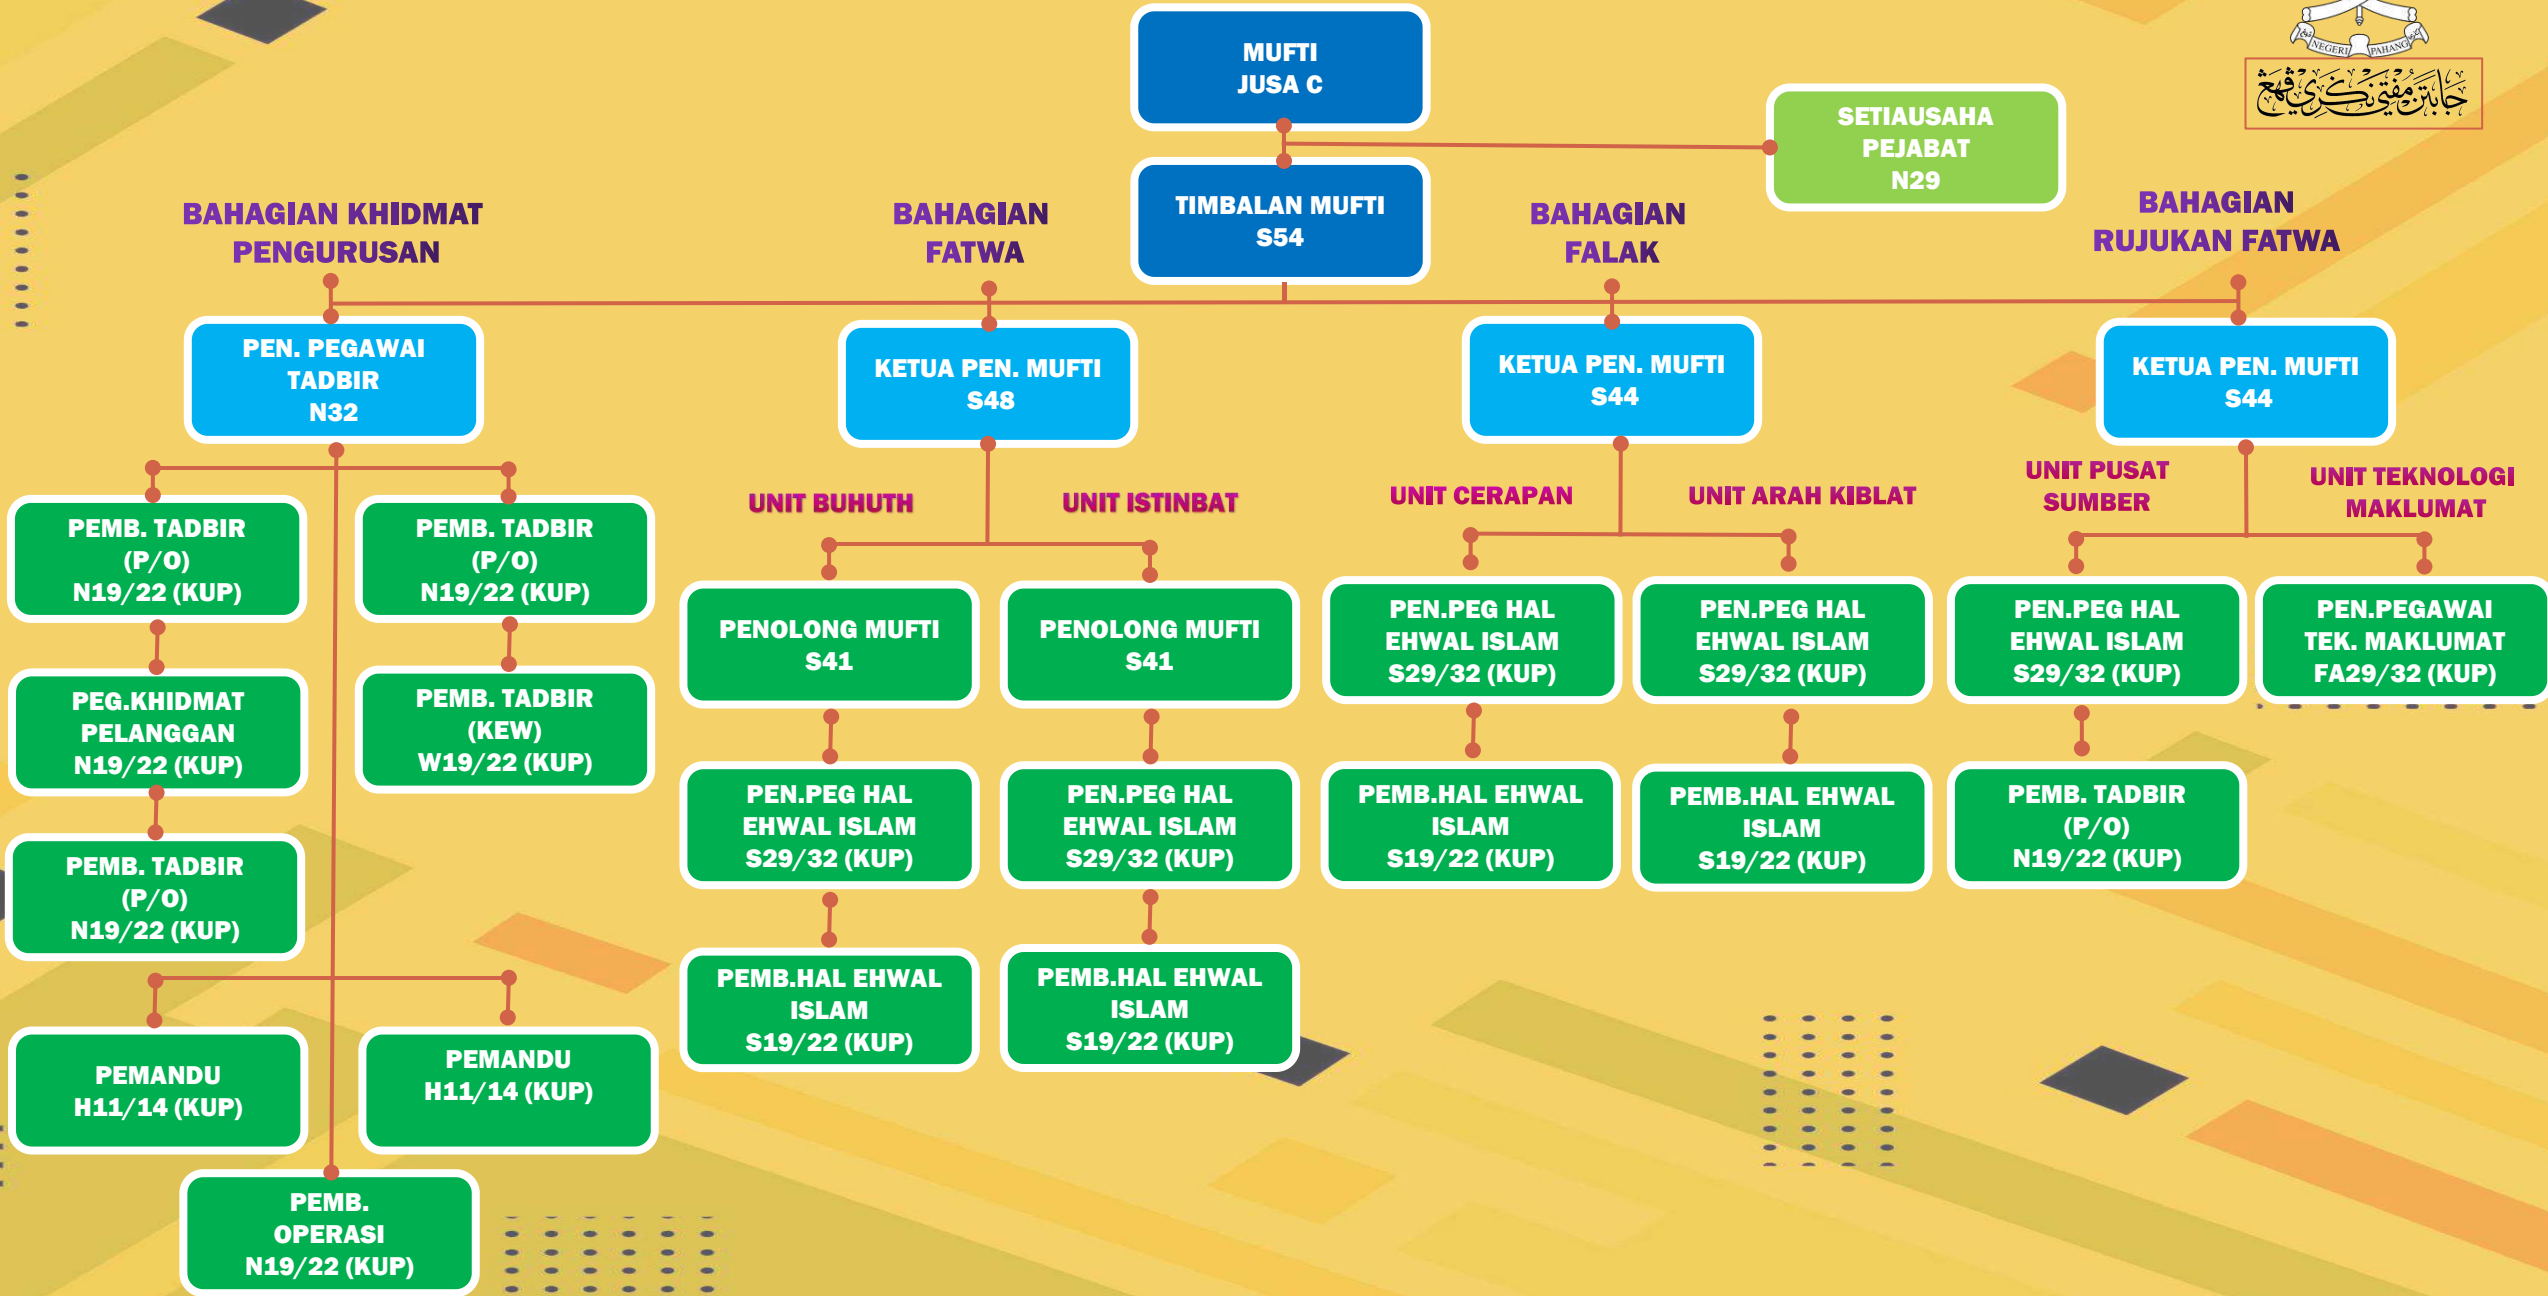 NEGERI PAHANG
جابتن مفتي نݢري ڤهڠ
MUFTI
JUSA C
SETIAUSAHA
PEJABAT
N29
TIMBALAN MUFTI
S54
BAHAGIAN KHIDMAT
PENGURUSAN
PEN. PEGAWAI
TADBIR
N32
PEMB. TADBIR
(P/O)
N19/22 (KUP)
PEG.KHIDMAT
PELANGGAN
N19/22 (KUP)
PEMB. TADBIR
(P/O)
N19/22 (KUP)
PEMB. TADBIR
(P/O)
N19/22 (KUP)
PEMB. TADBIR
(KEW)
W19/22 (KUP)
PEMANDU
H11/14 (KUP)
PEMANDU
H11/14 (KUP)
PEMB.
OPERASI
N19/22 (KUP)
BAHAGIAN
FATWA
KETUA PEN. MUFTI
S48
UNIT BUHUTH
PENOLONG MUFTI
S41
PEN.PEG HAL
EHWAL ISLAM
S29/32 (KUP)
PEMB.HAL EHWAL
ISLAM
S19/22 (KUP)
UNIT ISTINBAT
PENOLONG MUFTI
S41
PEN.PEG HAL
EHWAL ISLAM
S29/32 (KUP)
PEMB.HAL EHWAL
ISLAM
S19/22 (KUP)
BAHAGIAN
FALAK
KETUA PEN. MUFTI
S44
UNIT CERAPAN
PEN.PEG HAL
EHWAL ISLAM
S29/32 (KUP)
PEMB.HAL EHWAL
ISLAM
S19/22 (KUP)
UNIT ARAH KIBLAT
PEN.PEG HAL
EHWAL ISLAM
S29/32 (KUP)
PEMB.HAL EHWAL
ISLAM
S19/22 (KUP)
BAHAGIAN
RUJUKAN FATWA
KETUA PEN. MUFTI
S44
UNIT PUSAT
SUMBER
PEN.PEG HAL
EHWAL ISLAM
S29/32 (KUP)
PEMB. TADBIR
(P/O)
N19/22 (KUP)
UNIT TEKNOLOGI
MAKLUMAT
PEN.PEGAWAI
TEK. MAKLUMAT
FA29/32 (KUP)